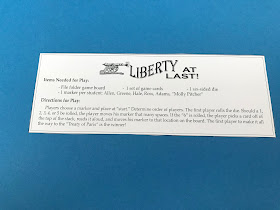 LIBERTY AT LAST!
Items Needed for Play:
- File folder game board - 1 set of game cards - 1 six-sided die
- 1 marker per student: Allen, Greene, Hale, Ross, Adams, "Molly Pitcher"
Directions for Play:
Players choose a marker and place at "start." Determine order of players. The first player rolls the die. Should a 1,
2, 3, 4, or 5 be rolled, the player moves his marker that many spaces. If the "6" is rolled, the player picks a card off of
the top of the stack, reads it aloud, and moves his marker to that location on the board. The first player to make it all
the way to the "Treaty of Paris" is the winner!